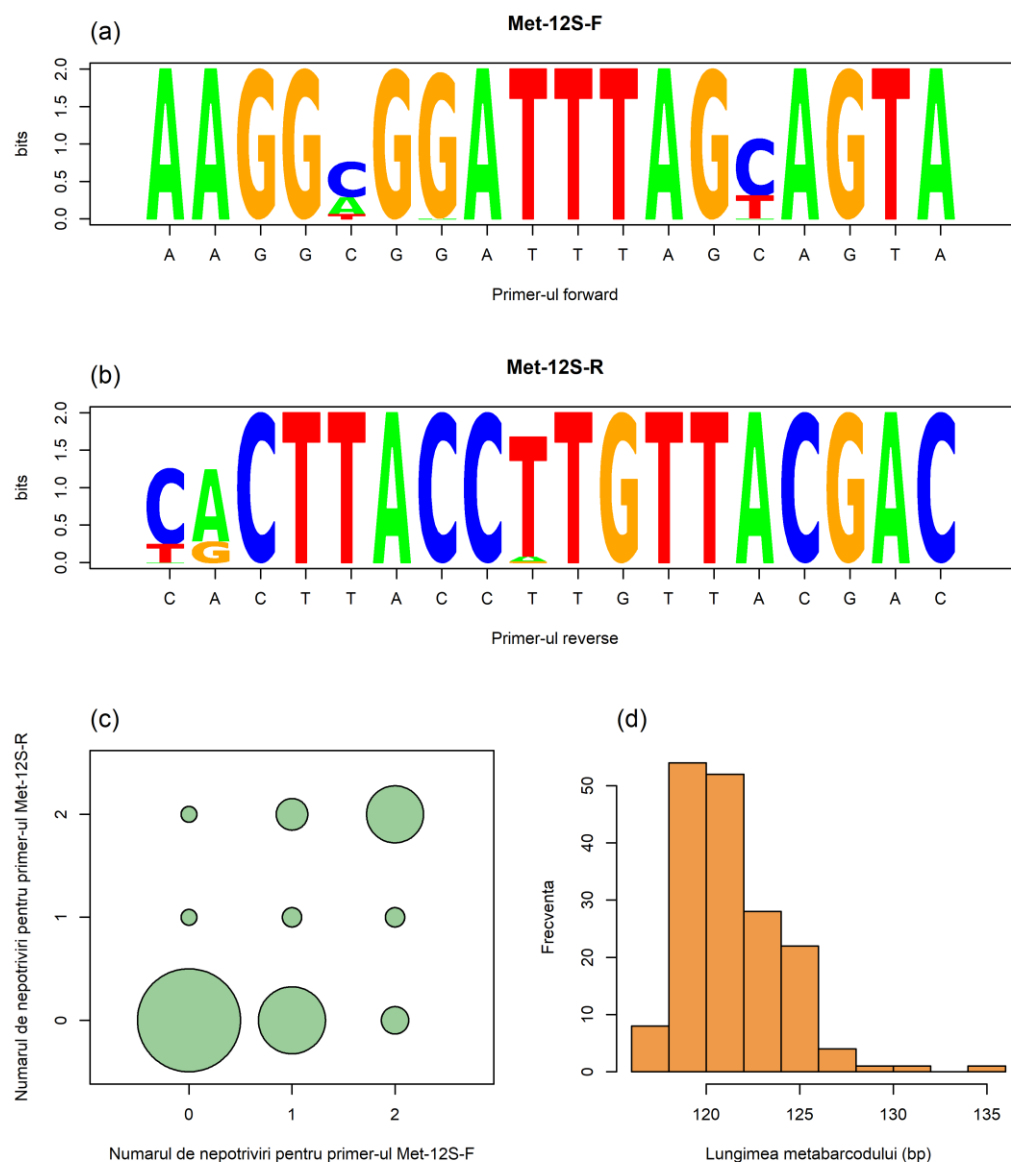 (a)
Met-12S-F
bits
2.0
1.5
1.0
0.5
0.0
A A G G C G G A T T T A G C A G T A
A A G G C G G A T T T A G C A G T A
Primer-ul forward
(b)
Met-12S-R
bits
2.0
1.5
1.0
0.5
0.0
C A C T T A C C T T G T T A C G A C
C A C T T A C C T T G T T A C G A C
Primer-ul reverse
(c)
Numarul de nepotriviri pentru primer-ul Met-12S-R
2
1
0
0 1 2
Numarul de nepotriviri pentru primer-ul Met-12S-F
(d)
Frecventa
50
40
30
20
10
0
120 125 130 135
Lungimea metabarcodului (bp)